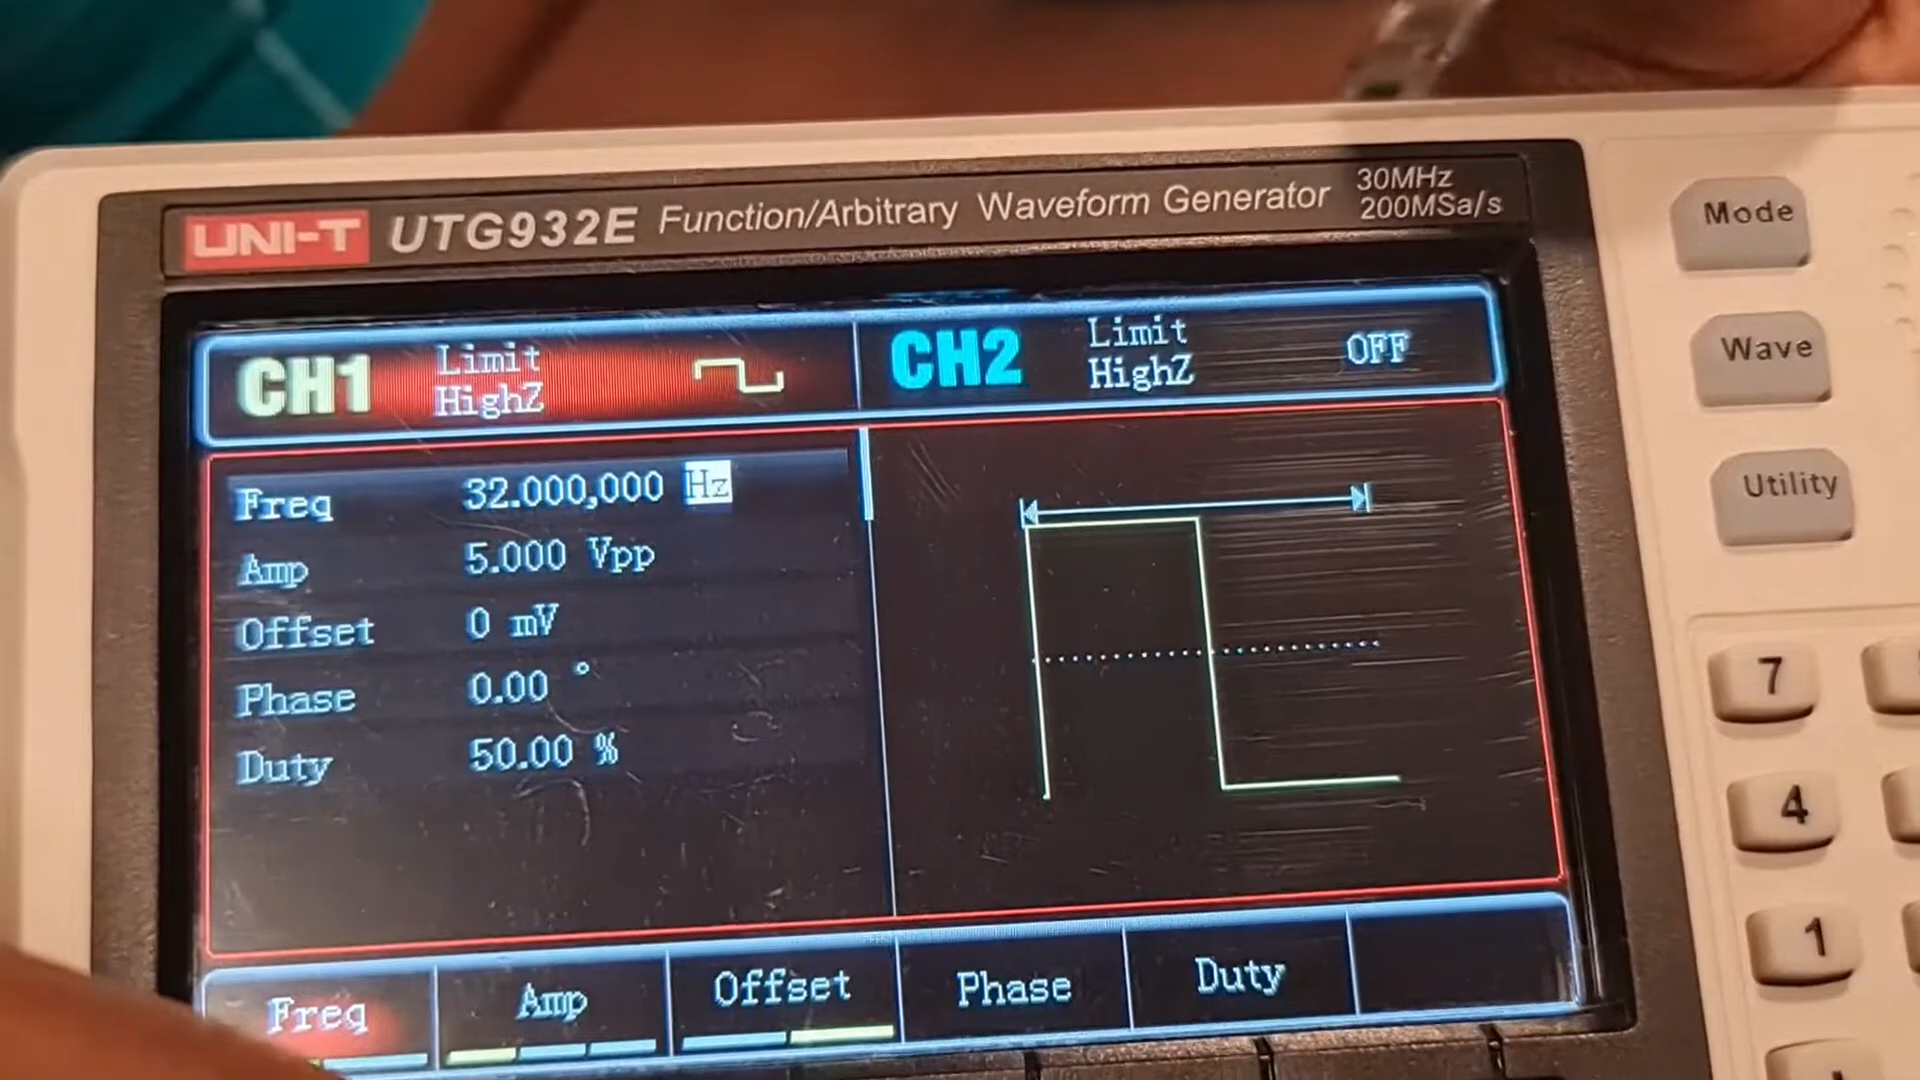 UNI-T UTG932E Function/Arbitrary Waveform Generator 30MHz
200MSa/s
CH1 Limit
HighZ
CH2 Limit
HighZ
OFF
Freq 32.000,000 Hz
Amp 5.000 Vpp
Offset 0 mV
Phase 0.00 °
Duty 50.00 %
Freq Amp Offset Phase Duty
Mode
Wave
Utility
7
4
1